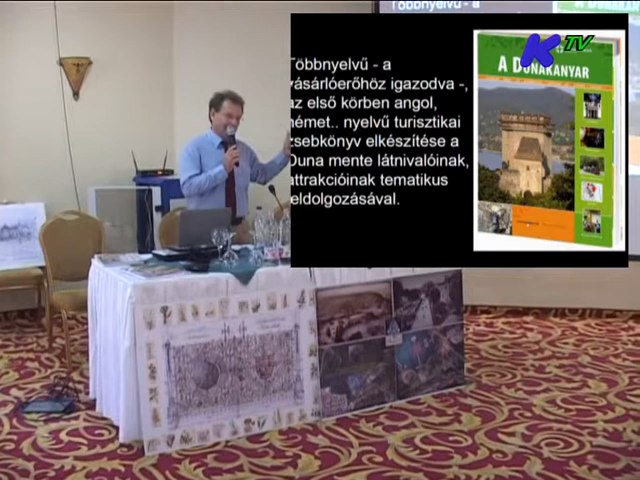 Többnyelvű - a
Többnyelvű - a
vásárlóerőhöz igazodva -,
az első körben angol,
német.. nyelvű turisztikai
zsebkönyv elkészítése a
Duna mente látnivalóinak,
attrakcióinak tematikus
feldolgozásával.
K TV
A DUNAKANYAR